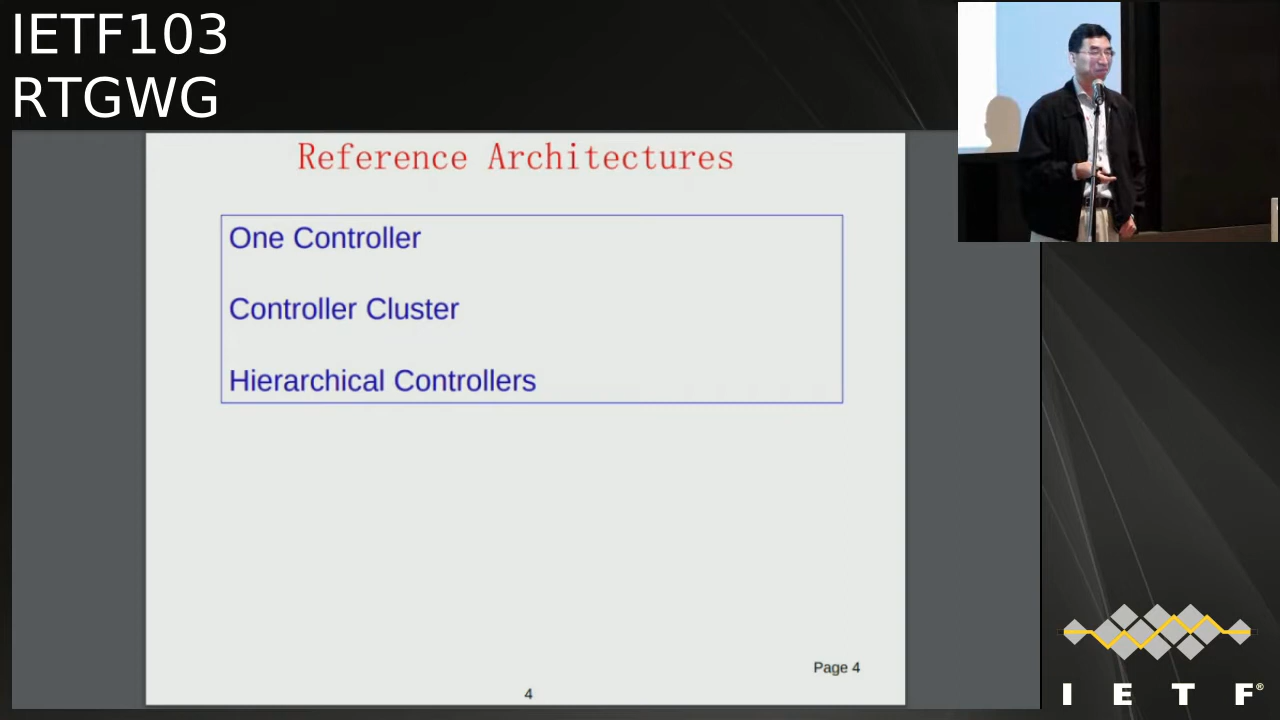 IETF103
RTGWG
Reference Architectures
One Controller
Controller Cluster
Hierarchical Controllers
Page 4
4
I E T F®